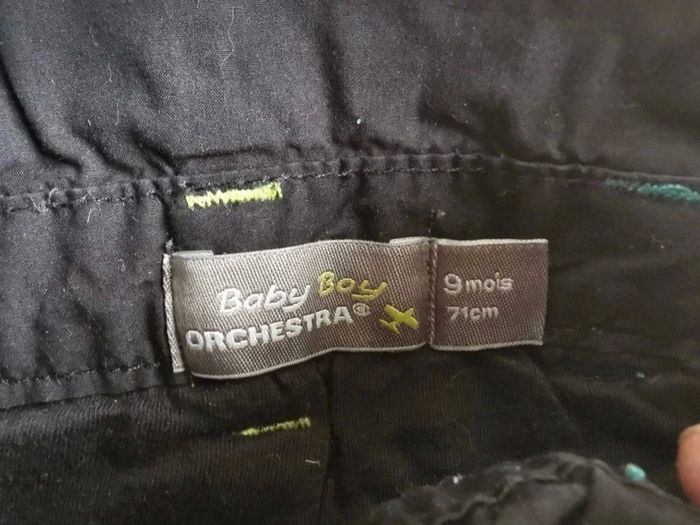 Baby Boy
ORCHESTRA®
9 mois
71cm